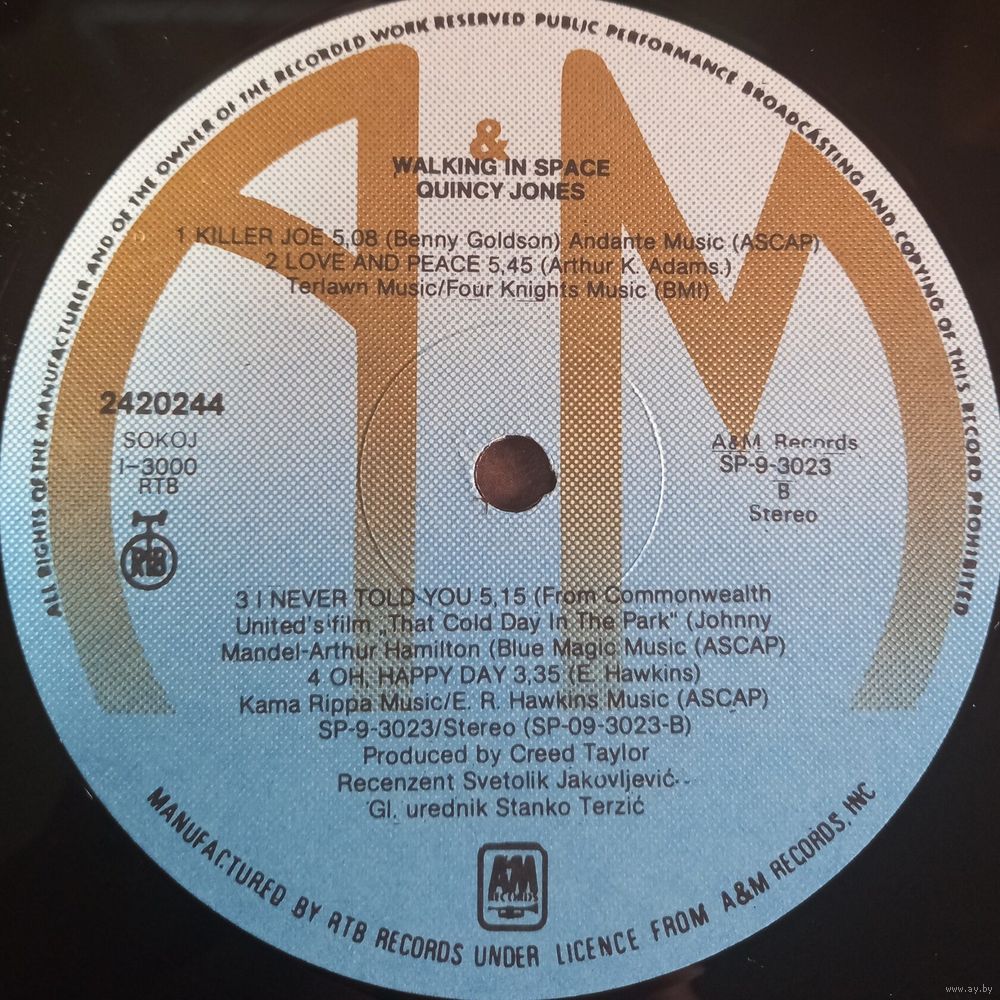 ALL RIGHTS OF THE MANUFACTURER AND OF THE OWNER OF THE RECORDED WORK RESERVED PUBLIC PERFORMANCE BROADCASTING AND COPYING OF THIS RECORD PROHIBITED
&
WALKING IN SPACE
QUINCY JONES
1 KILLER JOE 5,08 (Benny Goldson) Andante Music (ASCAP)
2 LOVE AND PEACE 5,45 (Arthur K. Adams.)
Terlawn Music/Four Knights Music (BMI)
2420244
SOKOJ
I-3000
RTB
RTB
A&M Records
SP-9-3023
B
Stereo
3 I NEVER TOLD YOU 5,15 (From Commonwealth
United's film „That Cold Day In The Park" (Johnny
Mandel-Arthur Hamilton (Blue Magic Music (ASCAP)
4 OH, HAPPY DAY 3,35 (E. Hawkins)
Kama Rippa Music/E. R. Hawkins Music (ASCAP)
SP-9-3023/Stereo (SP-09-3023-B)
Produced by Creed Taylor
Recenzent Svetolik Jakovljević
Gl. urednik Stanko Terzić
A&M
RECORDS
MANUFACTURED BY RTB RECORDS UNDER LICENCE FROM A&M RECORDS, INC
www.ay.by